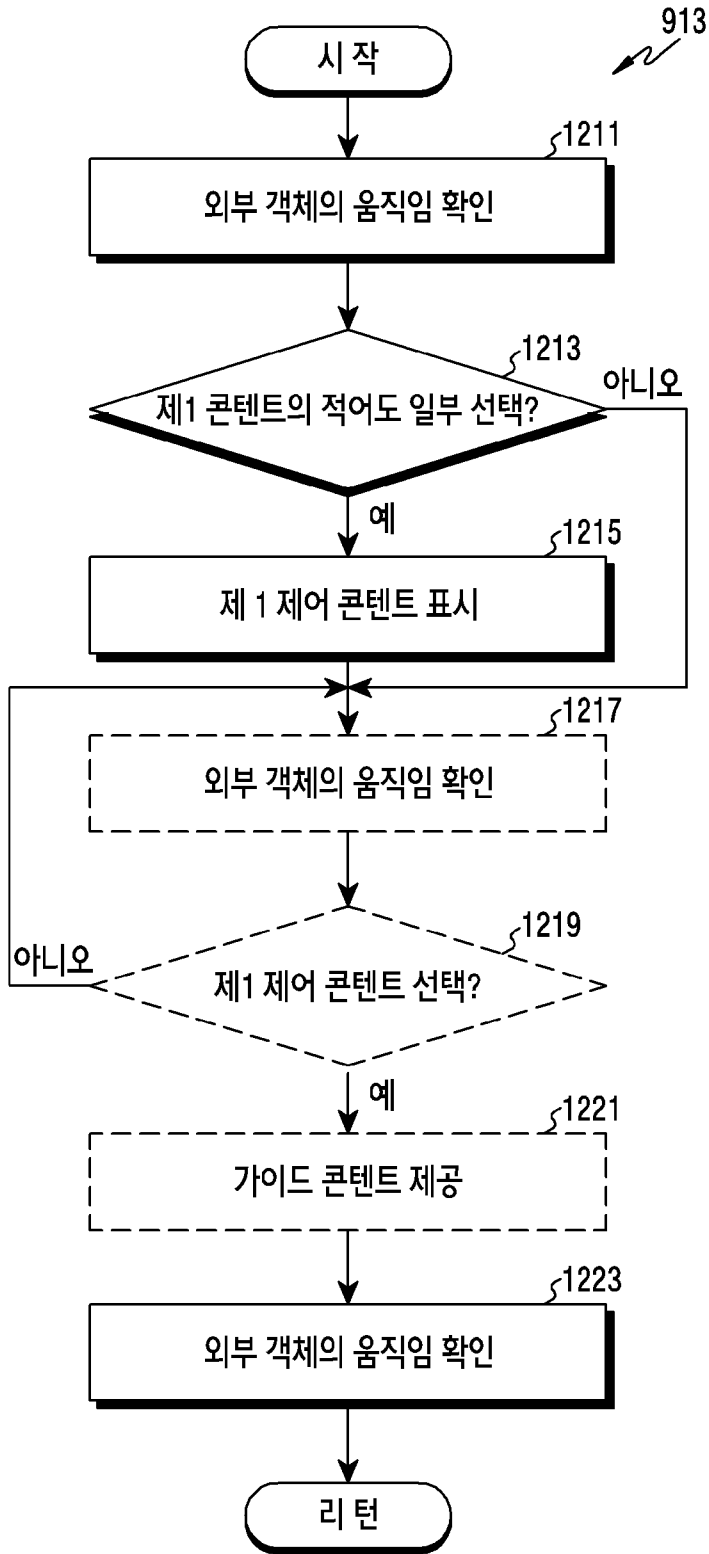 913
시 작
1211
외부 객체의 움직임 확인
1213
제1 콘텐트의 적어도 일부 선택?
아니오
예
1215
제 1 제어 콘텐트 표시
1217
외부 객체의 움직임 확인
1219
제1 제어 콘텐트 선택?
아니오
예
1221
가이드 콘텐트 제공
1223
외부 객체의 움직임 확인
리 턴